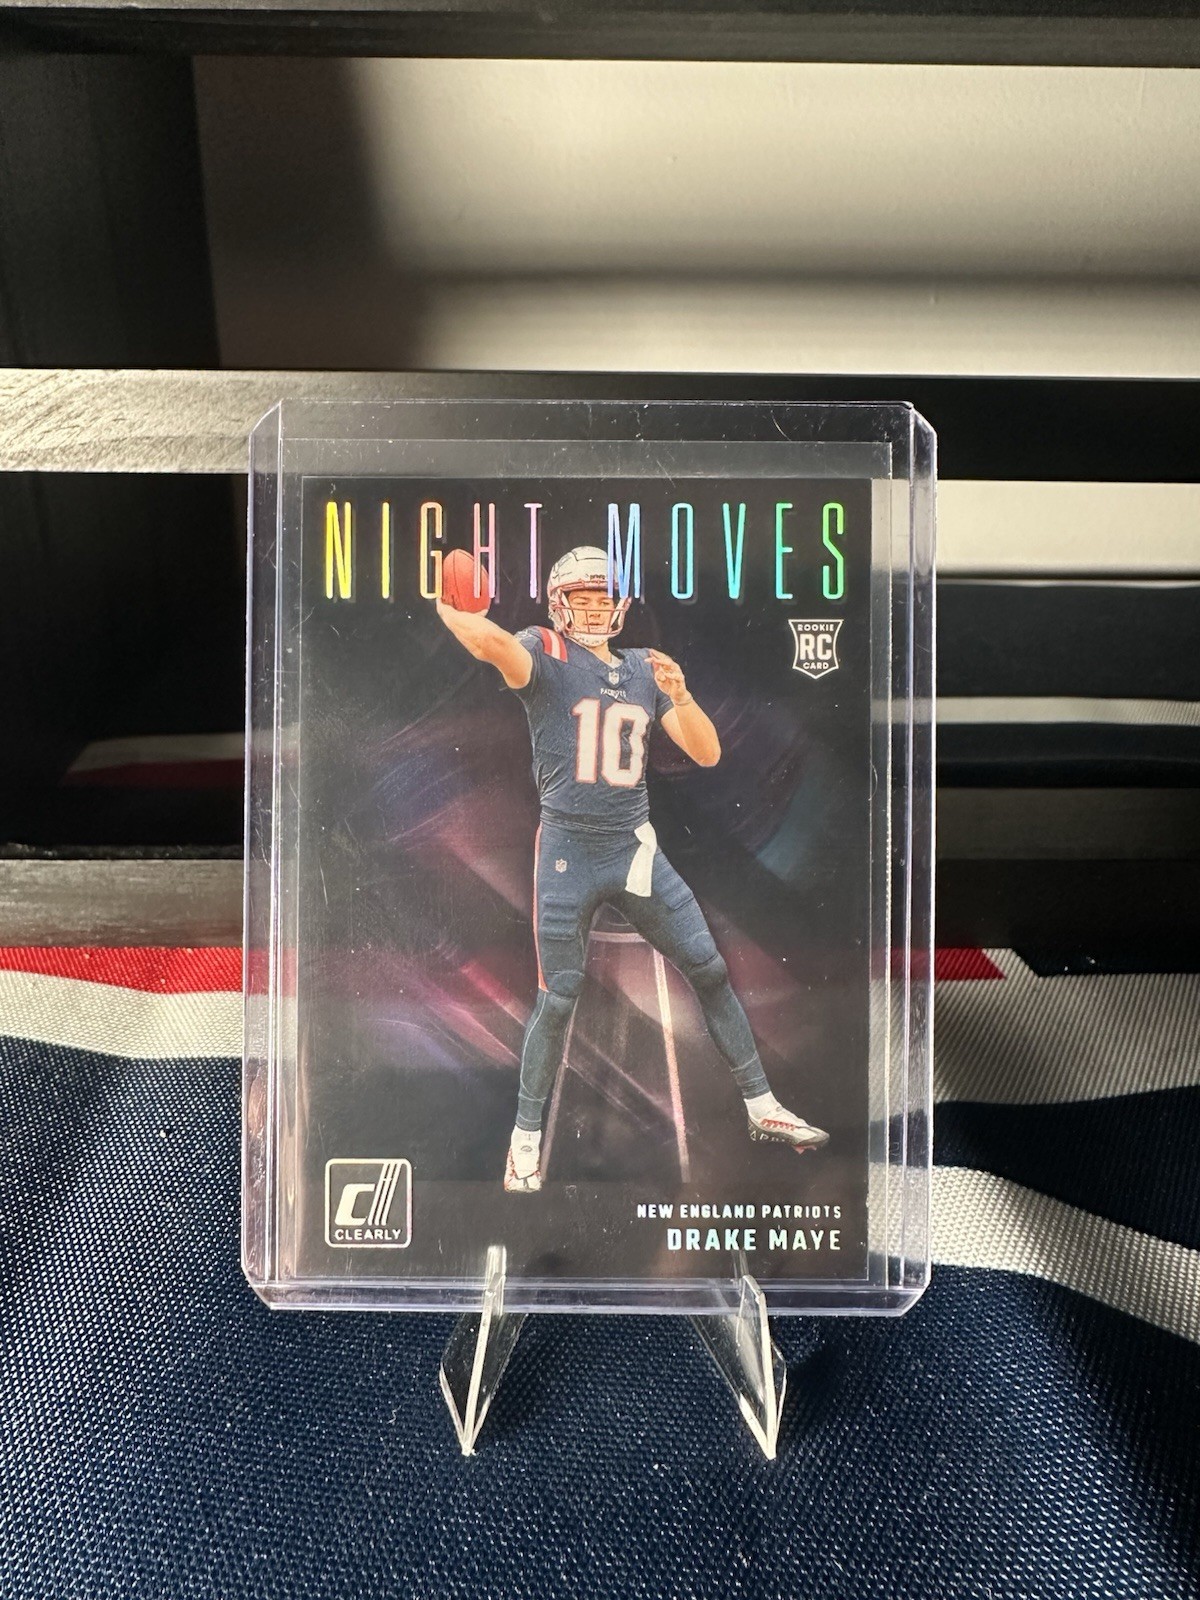 NIGHT MOVES
ROOKIE
RC
CARD
PATRIOTS
10
CLEARLY
NEW ENGLAND PATRIOTS
DRAKE MAYE